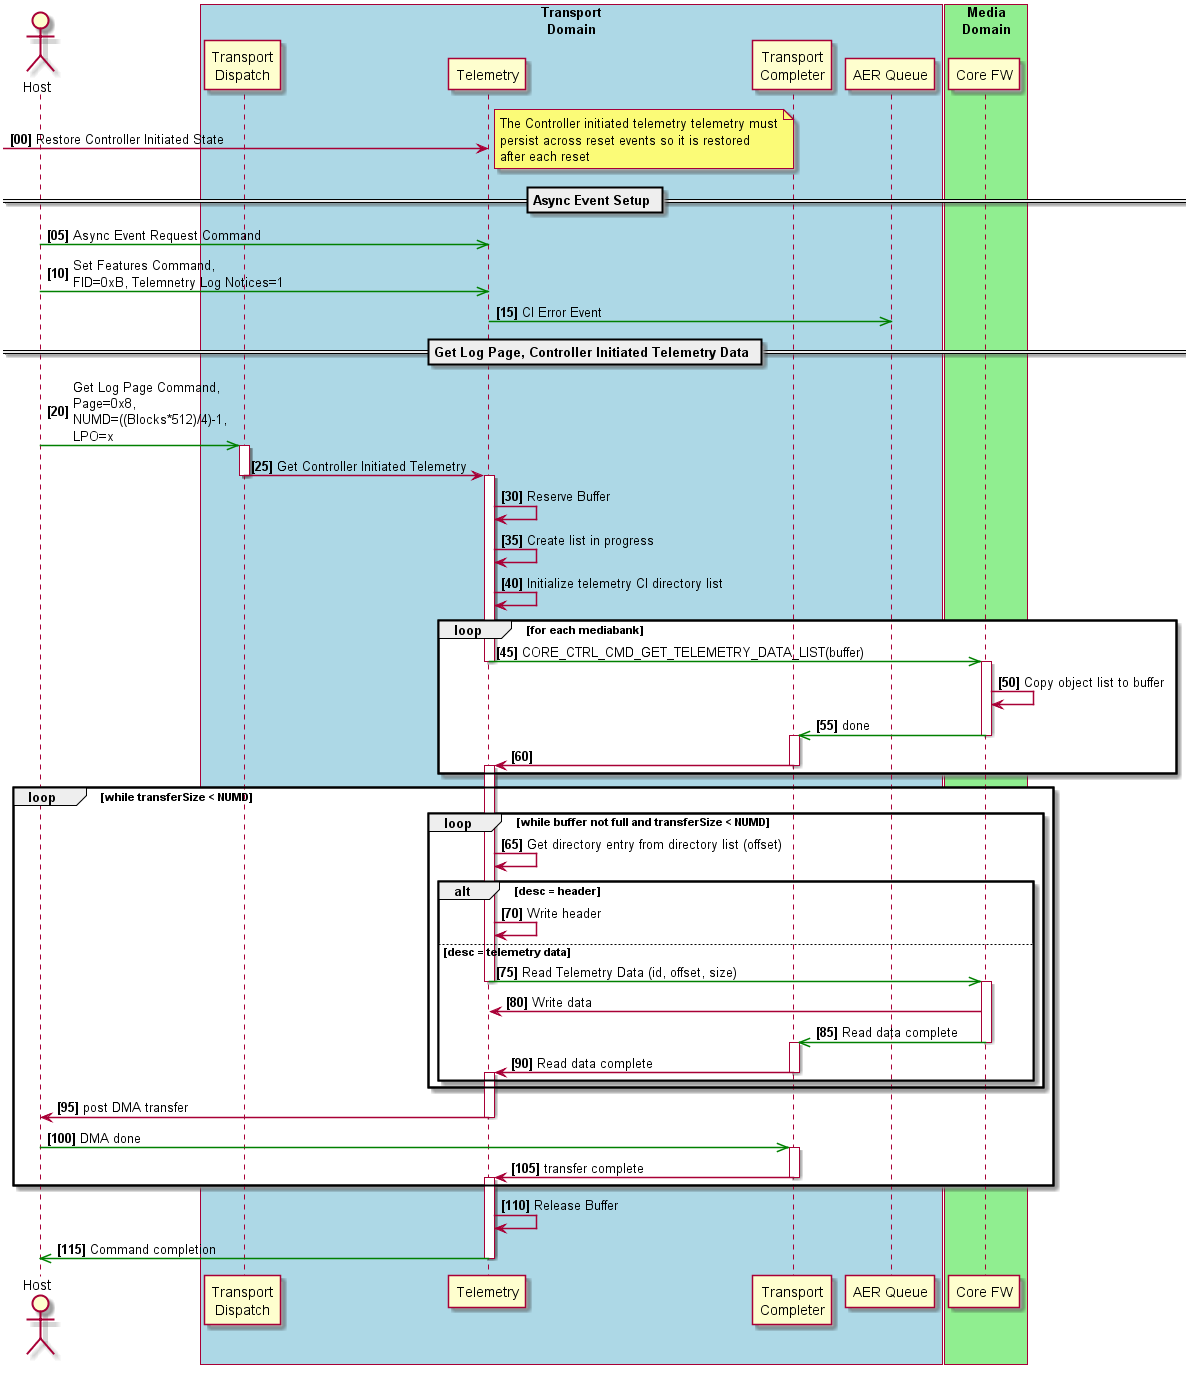 Transport
Domain
Media
Domain
Host
Transport
Dispatch
Telemetry
Transport
Completer
AER Queue
Core FW
The Controller initiated telemetry telemetry must
persist across reset events so it is restored
after each reset
[00] Restore Controller Initiated State
Async Event Setup
[05] Async Event Request Command
[10] Set Features Command,
FID=0xB, Telemnetry Log Notices=1
[15] CI Error Event
Get Log Page, Controller Initiated Telemetry Data
[20] Get Log Page Command,
Page=0x8,
NUMD=((Blocks*512)/4)-1,
LPO=x
[25] Get Controller Initiated Telemetry
[30] Reserve Buffer
[35] Create list in progress
[40] Initialize telemetry CI directory list
loop [for each mediabank]
[45] CORE_CTRL_CMD_GET_TELEMETRY_DATA_LIST(buffer)
[50] Copy object list to buffer
[55] done
[60]
loop [while transferSize < NUMD]
loop [while buffer not full and transferSize < NUMD]
[65] Get directory entry from directory list (offset)
alt [desc = header]
[70] Write header
[desc = telemetry data]
[75] Read Telemetry Data (id, offset, size)
[80] Write data
[85] Read data complete
[90] Read data complete
[95] post DMA transfer
[100] DMA done
[105] transfer complete
[110] Release Buffer
[115] Command completion
Host
Transport
Dispatch
Telemetry
Transport
Completer
AER Queue
Core FW